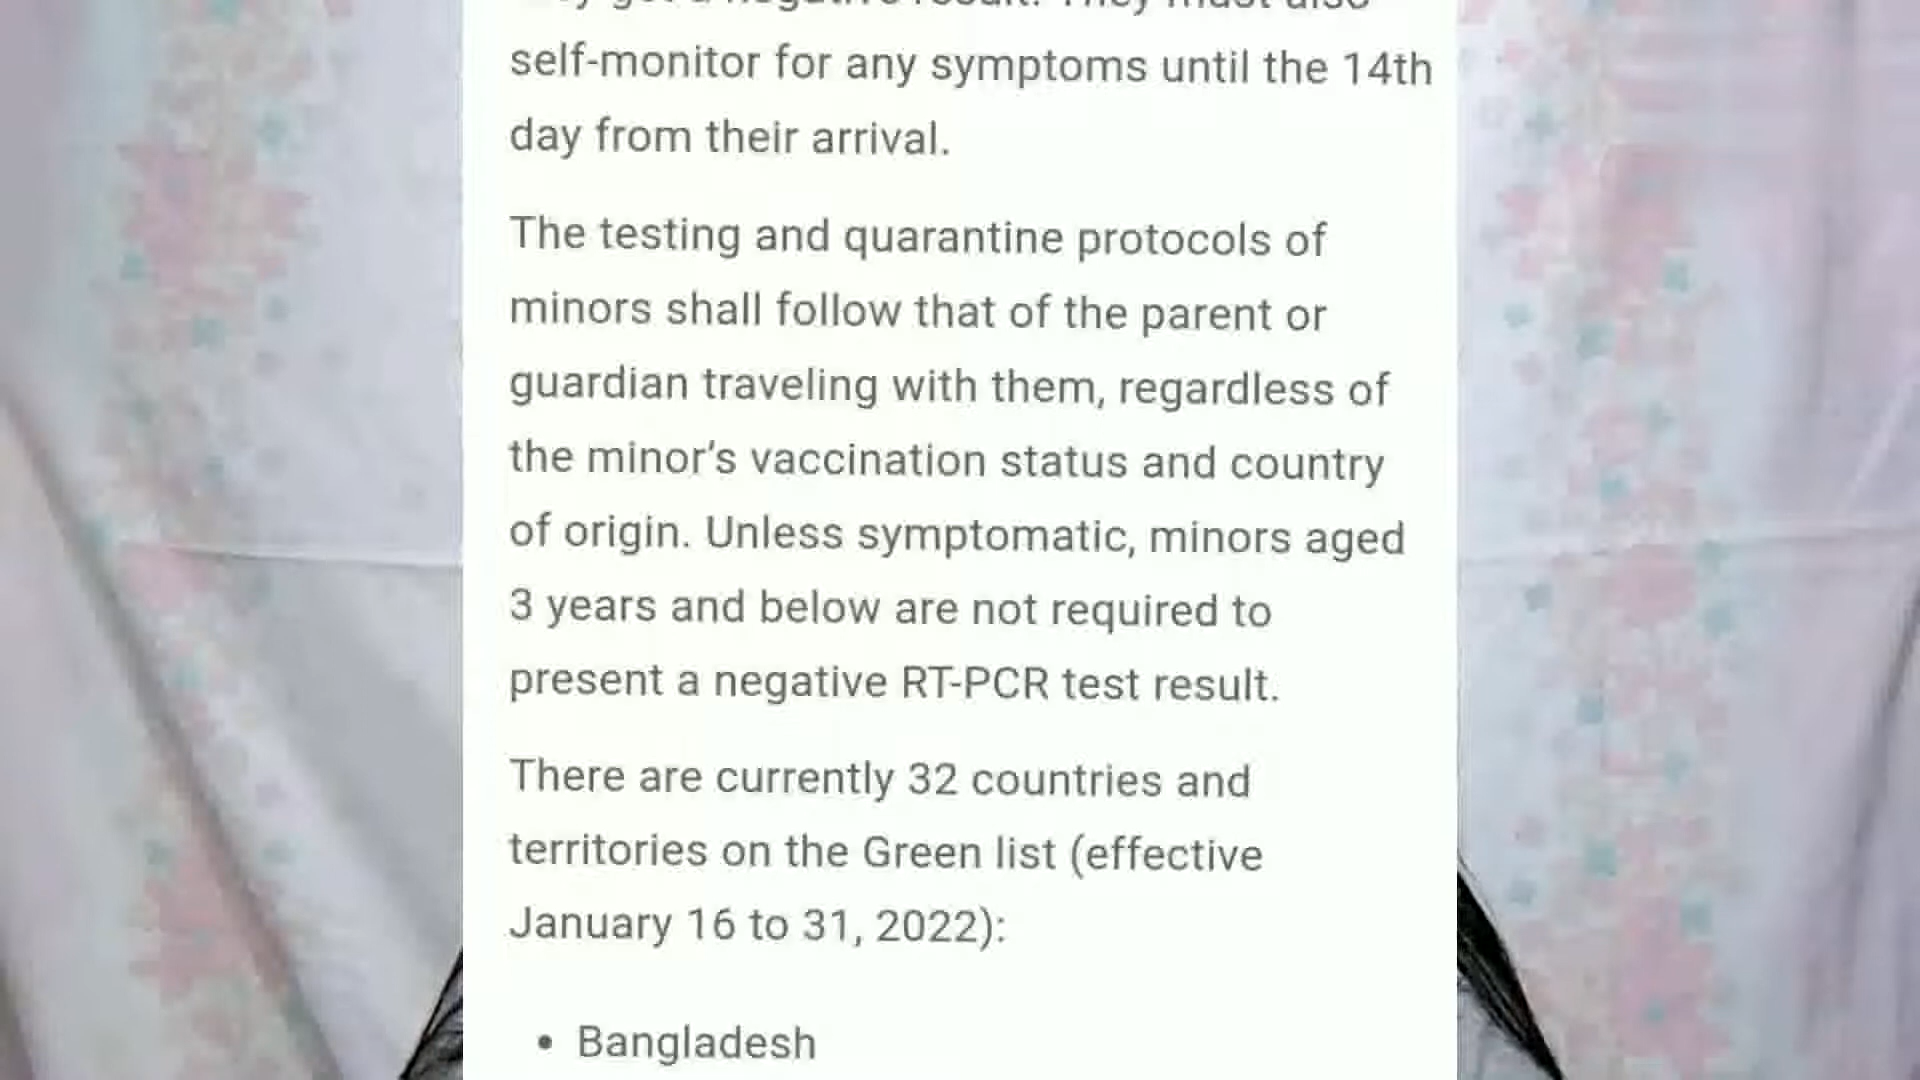 self-monitor for any symptoms until the 14th
day from their arrival.
The testing and quarantine protocols of
minors shall follow that of the parent or
guardian traveling with them, regardless of
the minor's vaccination status and country
of origin. Unless symptomatic, minors aged
3 years and below are not required to
present a negative RT-PCR test result.
There are currently 32 countries and
territories on the Green list (effective
January 16 to 31, 2022):
• Bangladesh